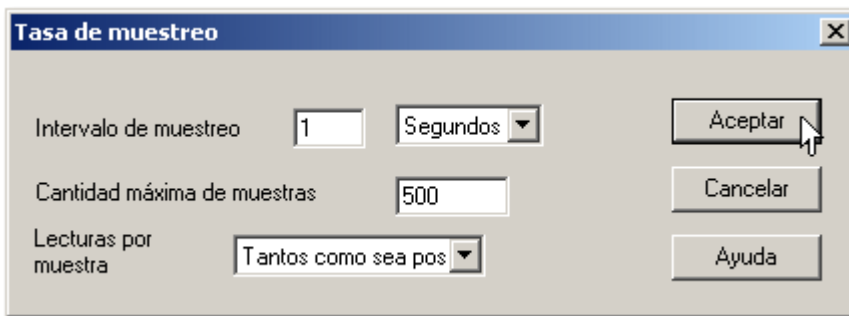 Tasa de muestreo
Intervalo de muestreo 1 Segundos Aceptar
Cantidad máxima de muestras 500 Cancelar
Lecturas por
muestra Tantos como sea pos Ayuda